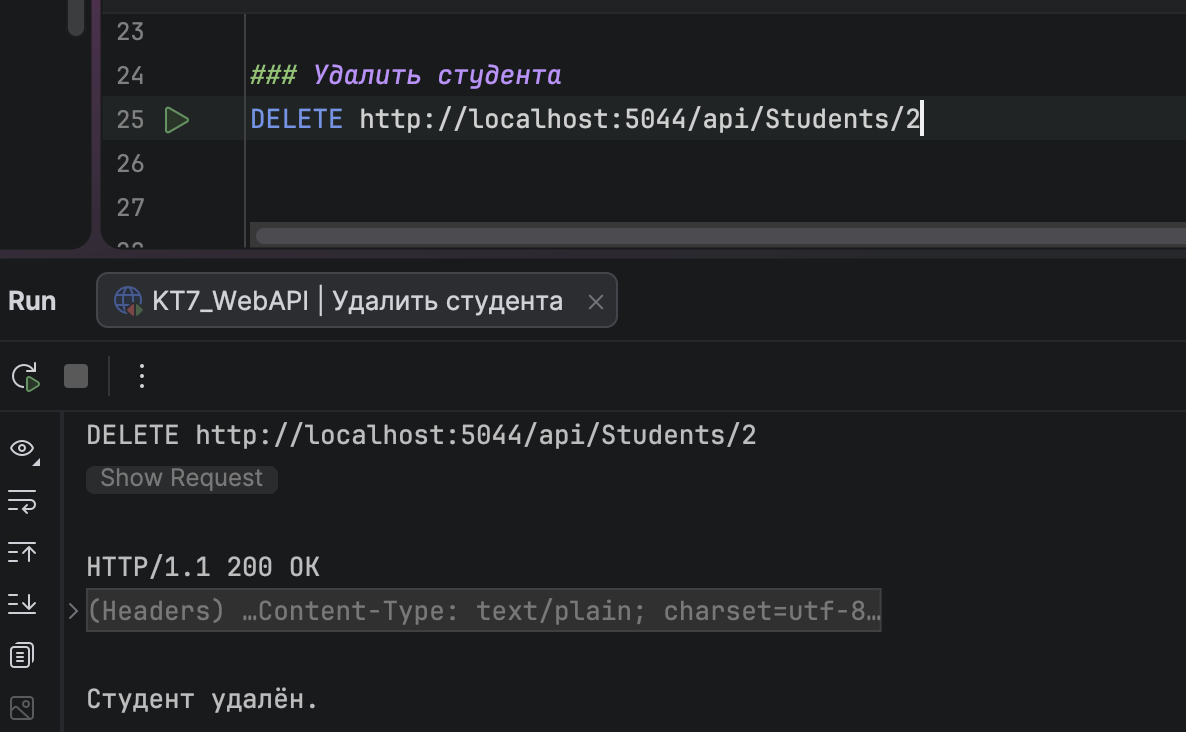 23
24 ### Удалить студента
25 DELETE http://localhost:5044/api/Students/2
26
27
Run KT7_WebAPI | Удалить студента
DELETE http://localhost:5044/api/Students/2
Show Request
HTTP/1.1 200 OK
(Headers) …Content-Type: text/plain; charset=utf-8…
Студент удалён.